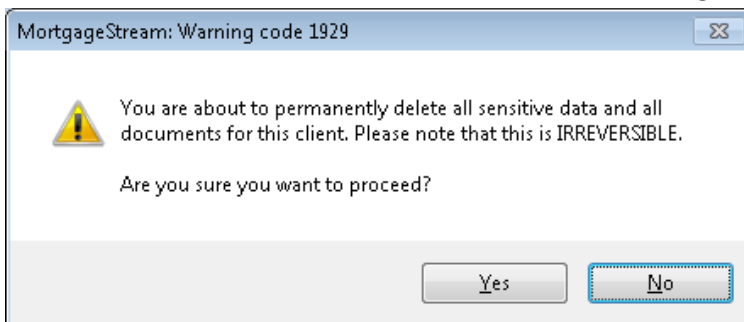 MortgageStream: Warning code 1929
You are about to permanently delete all sensitive data and all
documents for this client. Please note that this is IRREVERSIBLE.
Are you sure you want to proceed?
Yes
No